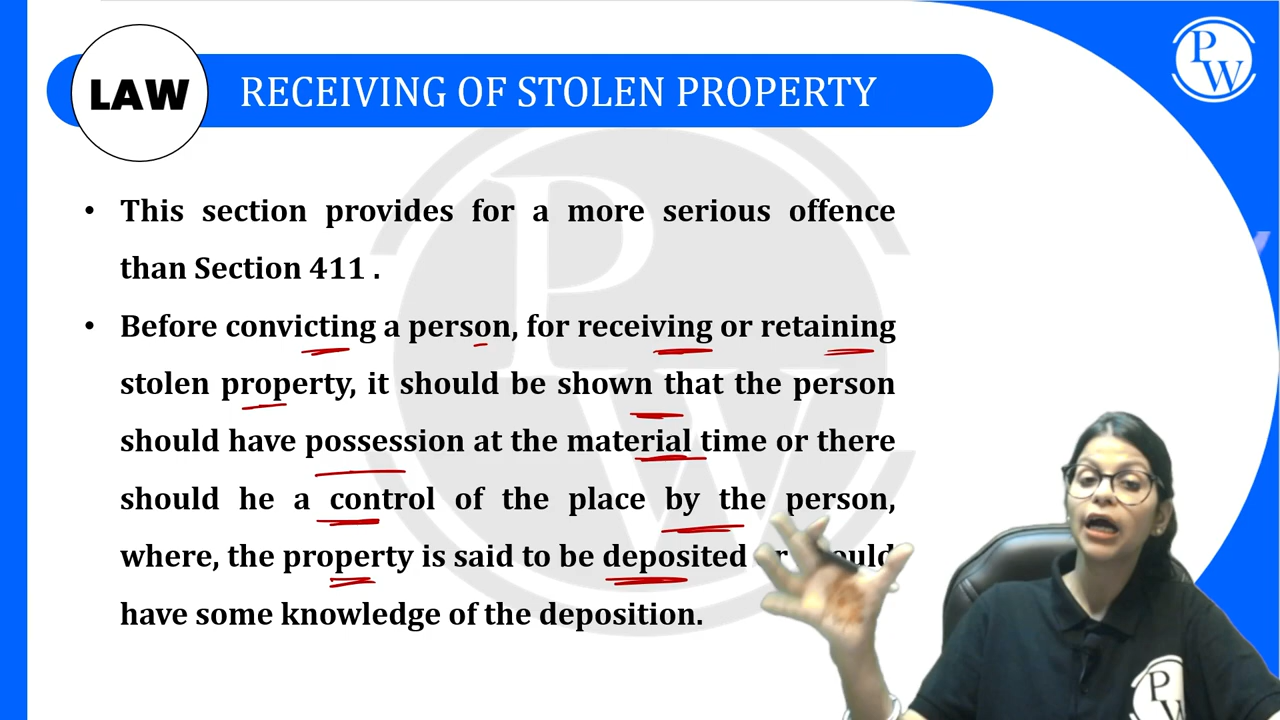 LAW
RECEIVING OF STOLEN PROPERTY
PW
• This section provides for a more serious offence
than Section 411 .
• Before convicting a person, for receiving or retaining
stolen property, it should be shown that the person
should have possession at the material time or there
should he a control of the place by the person,
where, the property is said to be deposited
have some knowledge of the deposition.
PW
PW